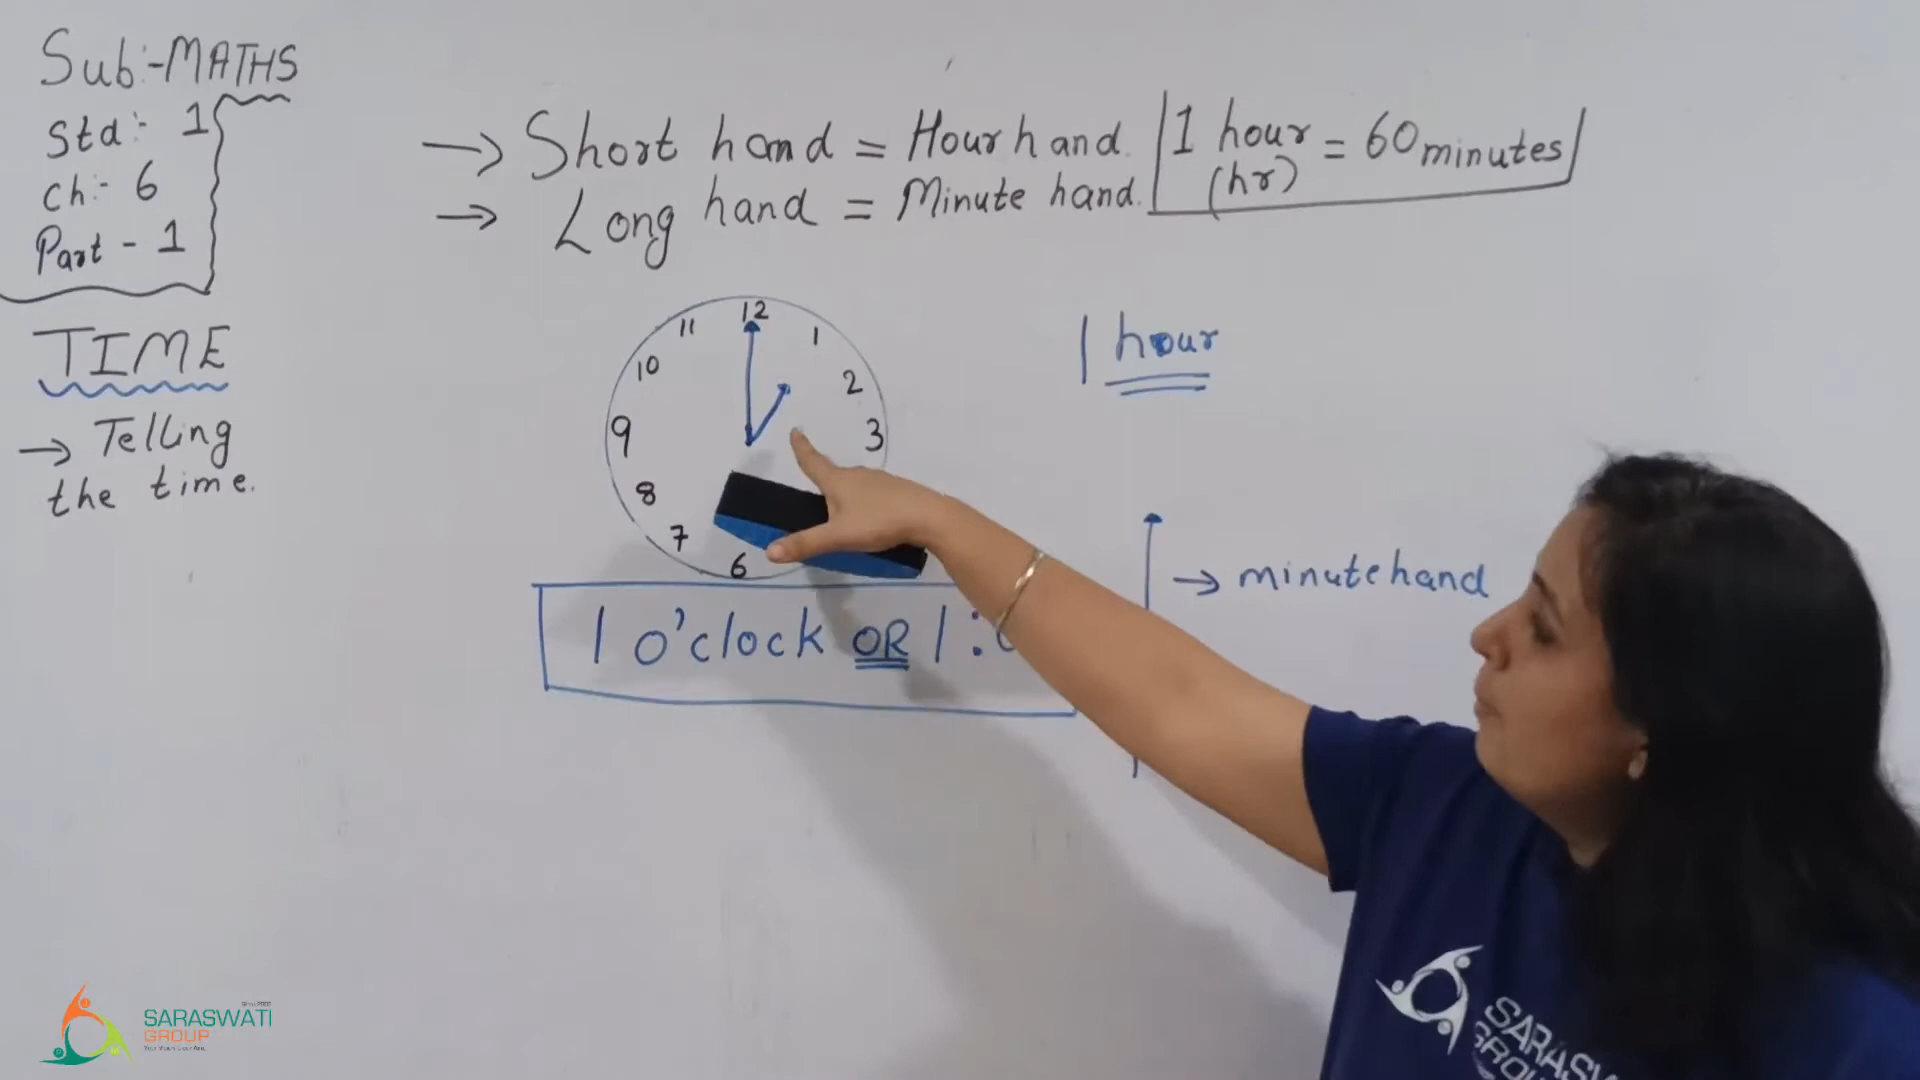 Sub:-MATHS
Std:- 1
Ch:- 6
Part - 1
TIME
→ Telling
the time.
→ Short hand = Hour hand.
→ Long hand = Minute hand.
1 hour = 60 minutes
(hr)
12
11
1
10
2
9
3
8
7
6
1 hour
→ minute hand
1 o'clock OR 1:
SARASWATI
GROUP
SARASW
GROU